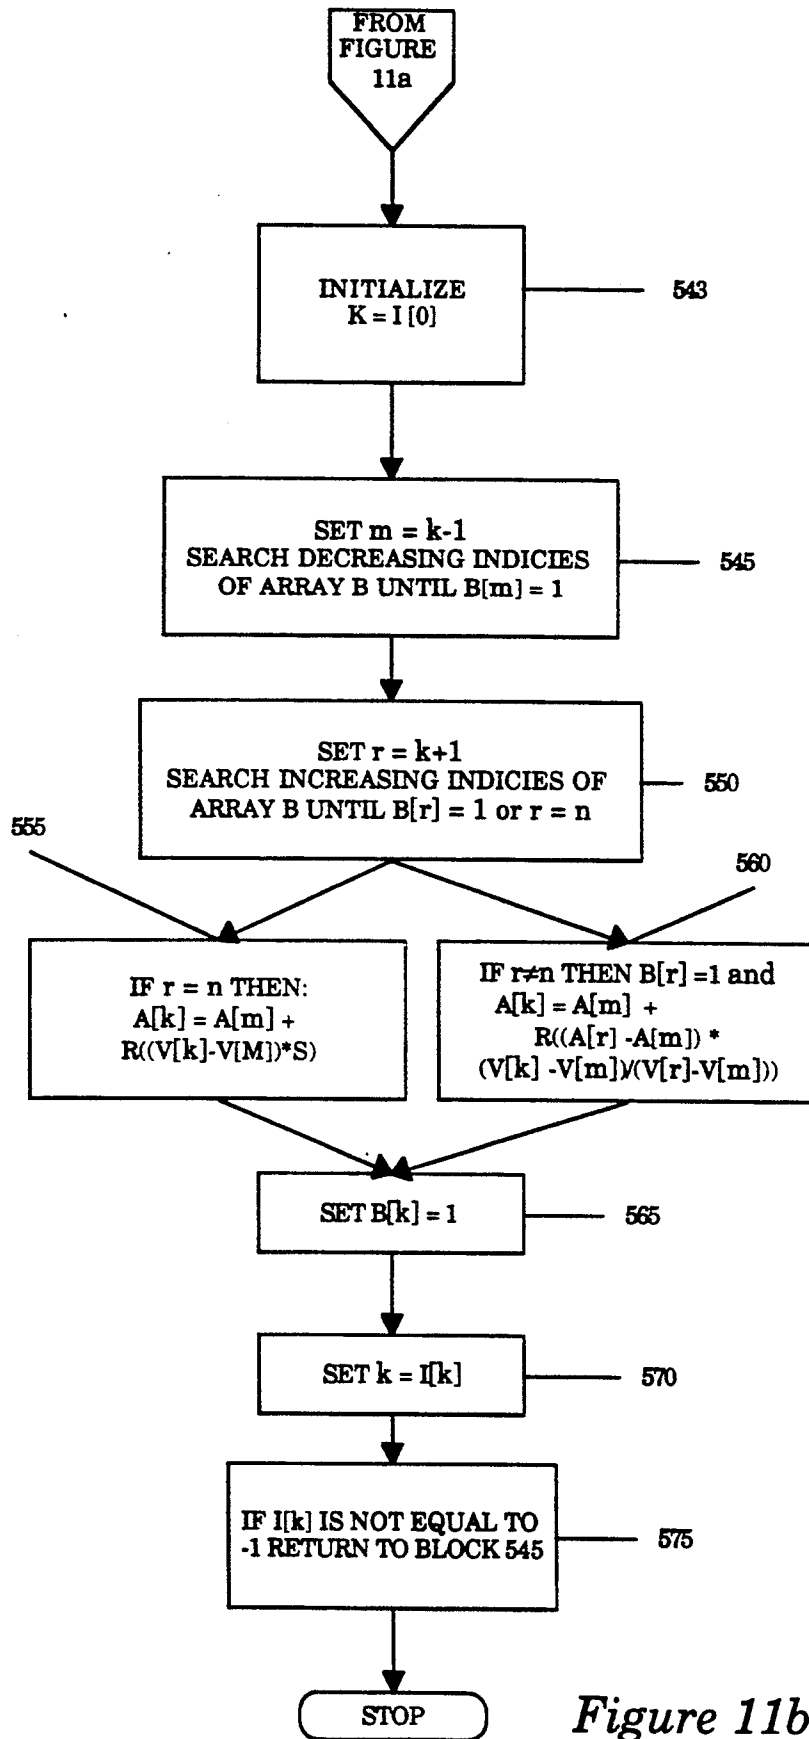 FROM
FIGURE
11a
INITIALIZE
K = I [0]
543
SET m = k-1
SEARCH DECREASING INDICIES
OF ARRAY B UNTIL B[m] = 1
545
SET r = k+1
SEARCH INCREASING INDICIES OF
ARRAY B UNTIL B[r] = 1 or r = n
550
555
560
IF r = n THEN:
A[k] = A[m] +
R((V[k]-V[M])*S)
IF r≠n THEN B[r] =1 and
A[k] = A[m] +
R((A[r] -A[m]) *
(V[k] -V[m])/(V[r]-V[m]))
SET B[k] = 1
565
SET k = I[k]
570
IF I[k] IS NOT EQUAL TO
-1 RETURN TO BLOCK 545
575
STOP
Figure 11b